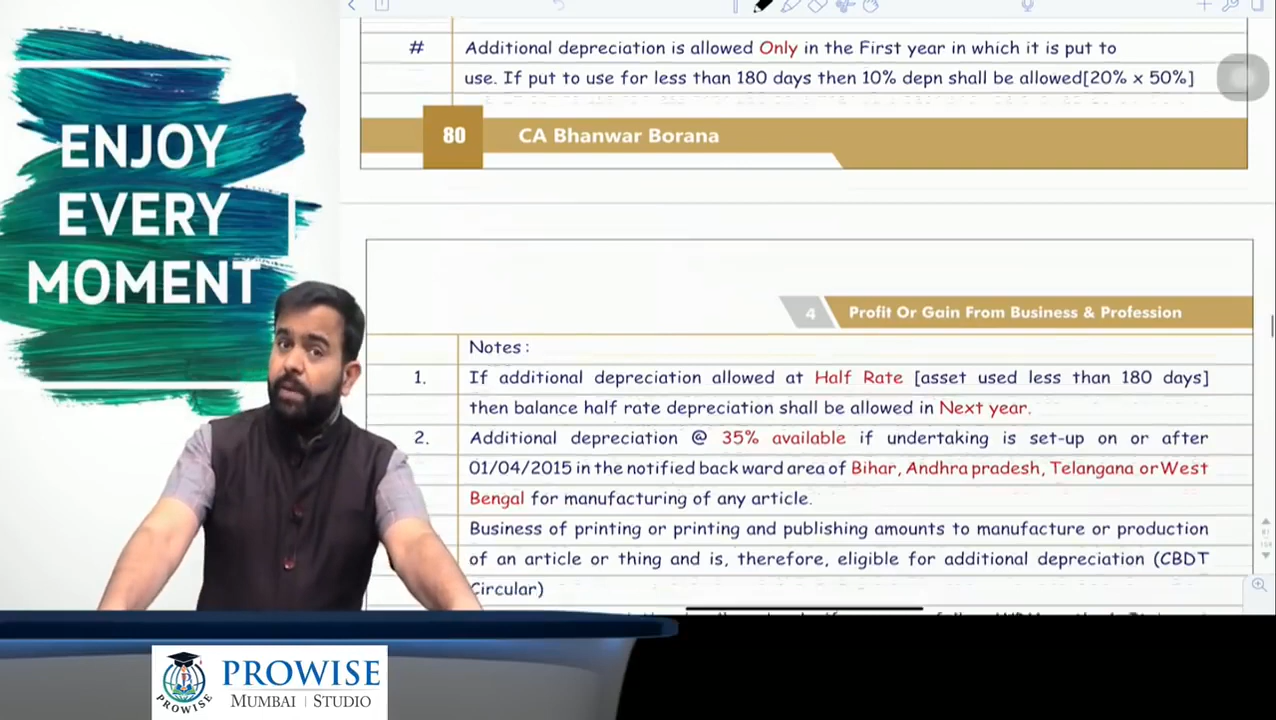 ENJOY
EVERY
MOMENT
# Additional depreciation is allowed Only in the First year in which it is put to
use. If put to use for less than 180 days then 10% depn shall be allowed[20% x 50%]
80 CA Bhanwar Borana
4 Profit Or Gain From Business & Profession
Notes :
1. If additional depreciation allowed at Half Rate [asset used less than 180 days]
then balance half rate depreciation shall be allowed in Next year.
2. Additional depreciation @ 35% available if undertaking is set-up on or after
01/04/2015 in the notified back ward area of Bihar, Andhra pradesh, Telangana or West
Bengal for manufacturing of any article.
Business of printing or printing and publishing amounts to manufacture or production
of an article or thing and is, therefore, eligible for additional depreciation (CBDT
Circular)
PROWISE
PROWISE
MUMBAI | STUDIO